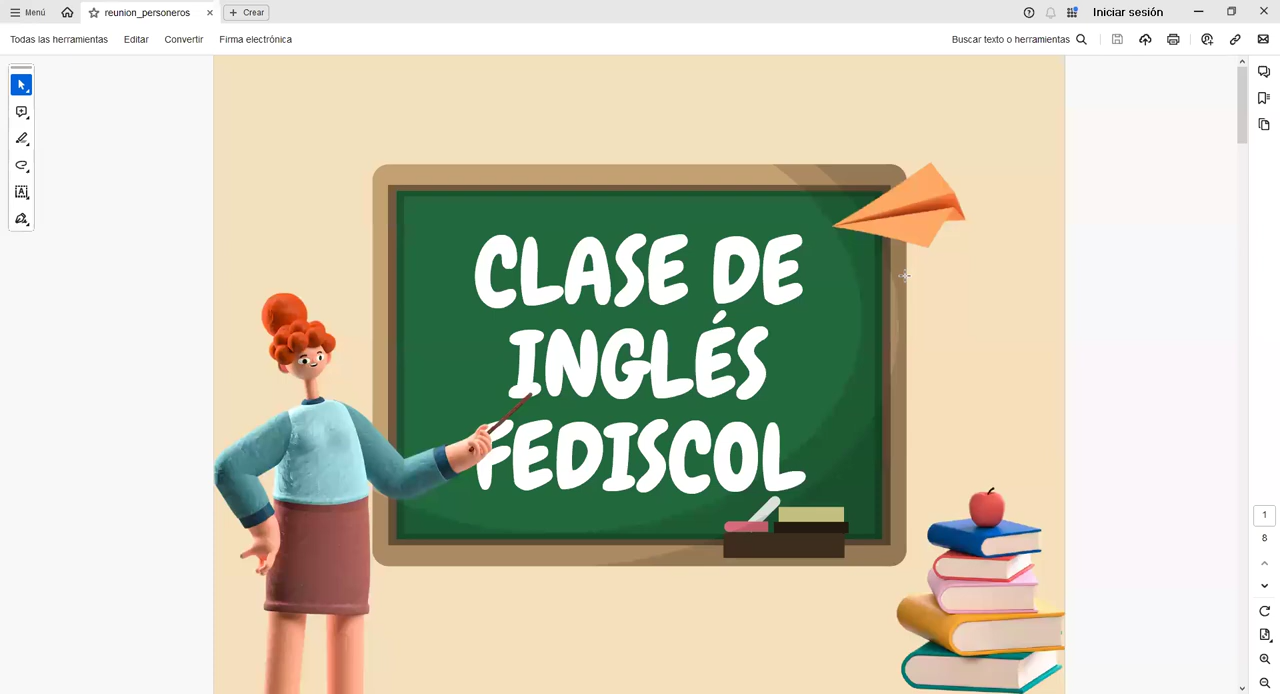 Menú
reunion_personeros
Crear
Iniciar sesión
Todas las herramientas
Editar
Convertir
Firma electrónica
Buscar texto o herramientas
CLASE DE
INGLÉS
FEDISCOL
1
8